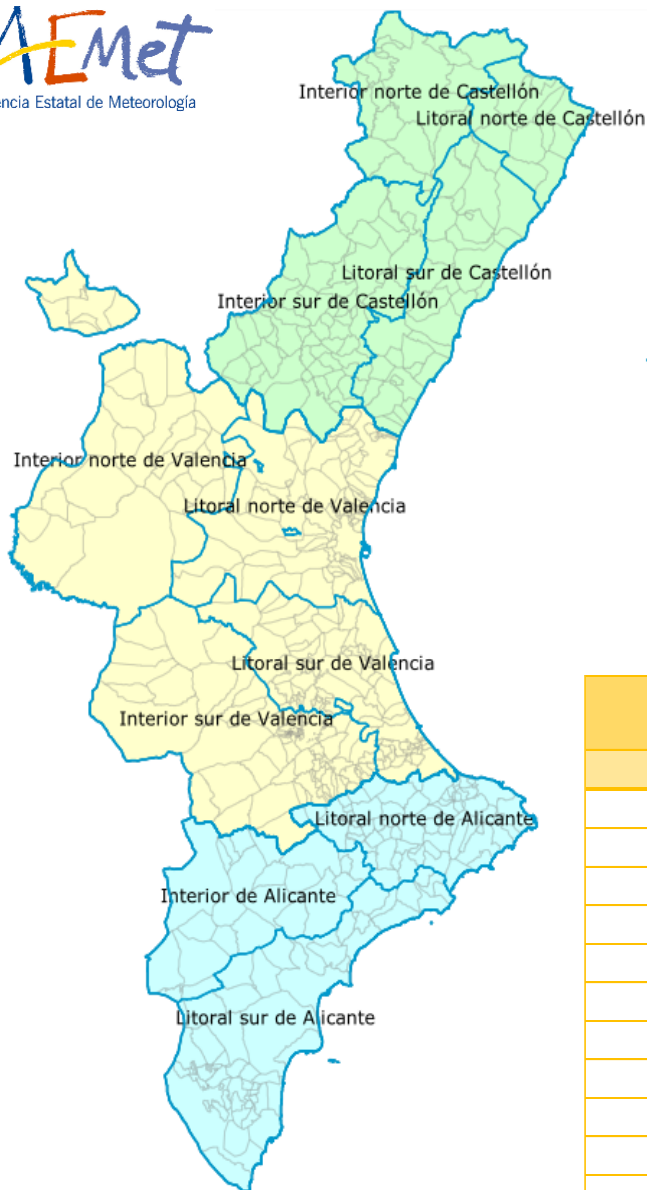 AEMet
encia Estatal de Meteorología
Interior norte de Castellón
Litoral norte de Castellón
Litoral sur de Castellón
Interior sur de Castellón
Interior norte de Valencia
Litoral norte de Valencia
Litoral sur de Valencia
Interior sur de Valencia
Litoral norte de Alicante
Interior de Alicante
Litoral sur de Alicante